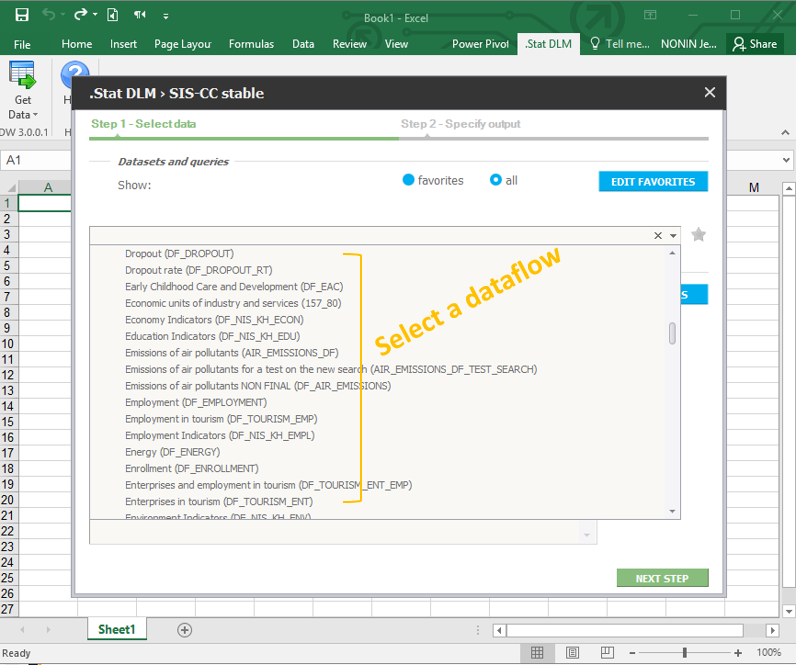 Book1 - Excel
File Home Insert Page Layout Formulas Data Review View Power Pivot .Stat DLM Tell me... NONIN Je... Share
Get
Data
DW 3.0.0.1
.Stat DLM › SIS-CC stable
Step 1 - Select data Step 2 - Specify output
Datasets and queries
Show: favorites all EDIT FAVORITES
A1
A M
1
2
3
4
5
6
7
8
9
10
11
12
13
14
15
16
17
18
19
20
21
22
23
24
25
26
27
Dropout (DF_DROPOUT)
Dropout rate (DF_DROPOUT_RT)
Early Childhood Care and Development (DF_EAC)
Economic units of industry and services (157_80)
Economy Indicators (DF_NIS_KH_ECON)
Education Indicators (DF_NIS_KH_EDU)
Emissions of air pollutants (AIR_EMISSIONS_DF)
Emissions of air pollutants for a test on the new search (AIR_EMISSIONS_DF_TEST_SEARCH)
Emissions of air pollutants NON FINAL (DF_AIR_EMISSIONS)
Employment (DF_EMPLOYMENT)
Employment in tourism (DF_TOURISM_EMP)
Employment Indicators (DF_NIS_KH_EMPL)
Energy (DF_ENERGY)
Enrollment (DF_ENROLLMENT)
Enterprises and employment in tourism (DF_TOURISM_ENT_EMP)
Enterprises in tourism (DF_TOURISM_ENT)
Environment Indicators (DF_NIS_KH_ENV)
Select a dataflow
NEXT STEP
Sheet1
Ready 100%